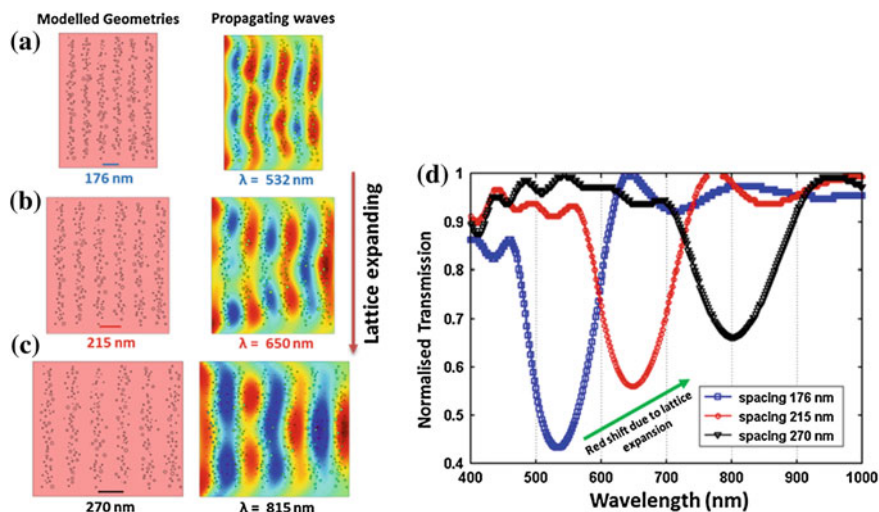 Modelled Geometries
Propagating waves
(a)
176 nm
λ = 532 nm
(b)
215 nm
λ = 650 nm
(c)
270 nm
λ = 815 nm
Lattice expanding
(d)
Normalised Transmission
1
0.9
0.8
0.7
0.6
0.5
0.4
400
500
600
700
800
900
1000
Wavelength (nm)
Red shift due to lattice
expansion
spacing 176 nm
spacing 215 nm
spacing 270 nm